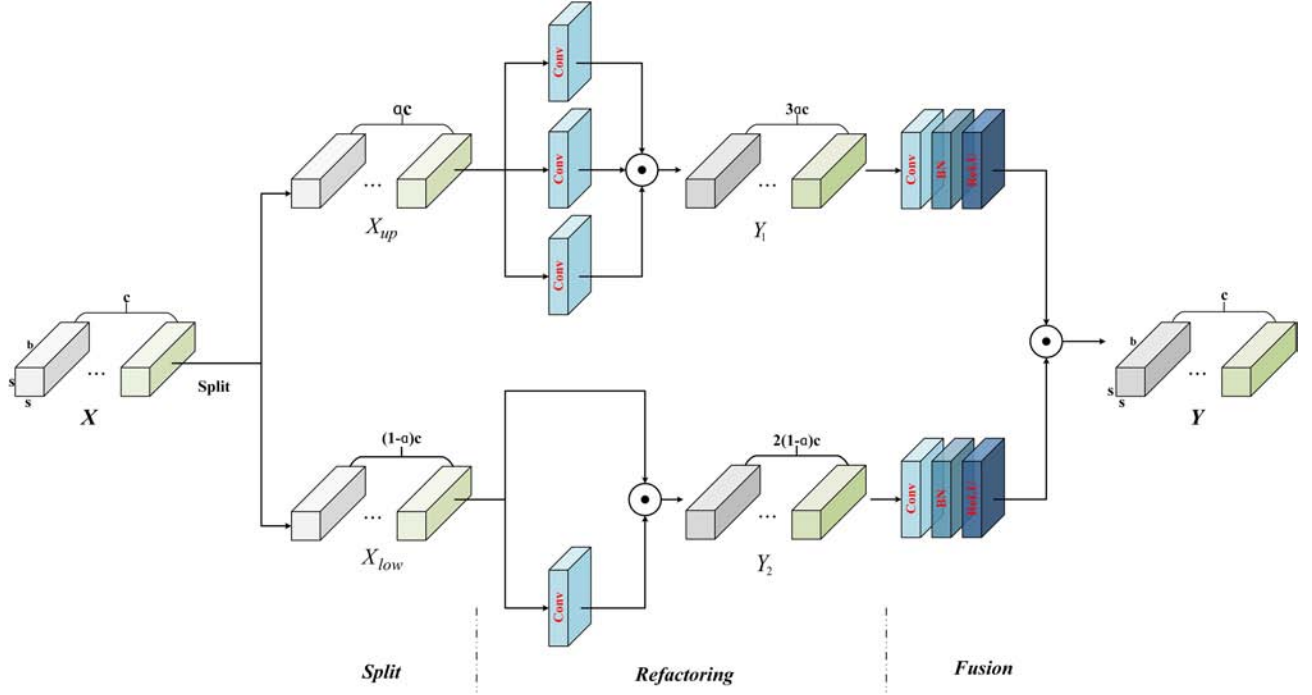 Conv
αc
3αc
Conv
Conv
BN
ReLU
...
...
X_up
Y_1
Conv
c
c
b
b
s
...
Split
s
...
s
s
X
Y
(1-α)c
2(1-α)c
Conv
BN
ReLU
...
...
X_low
Y_2
Conv
Split
Refactoring
Fusion